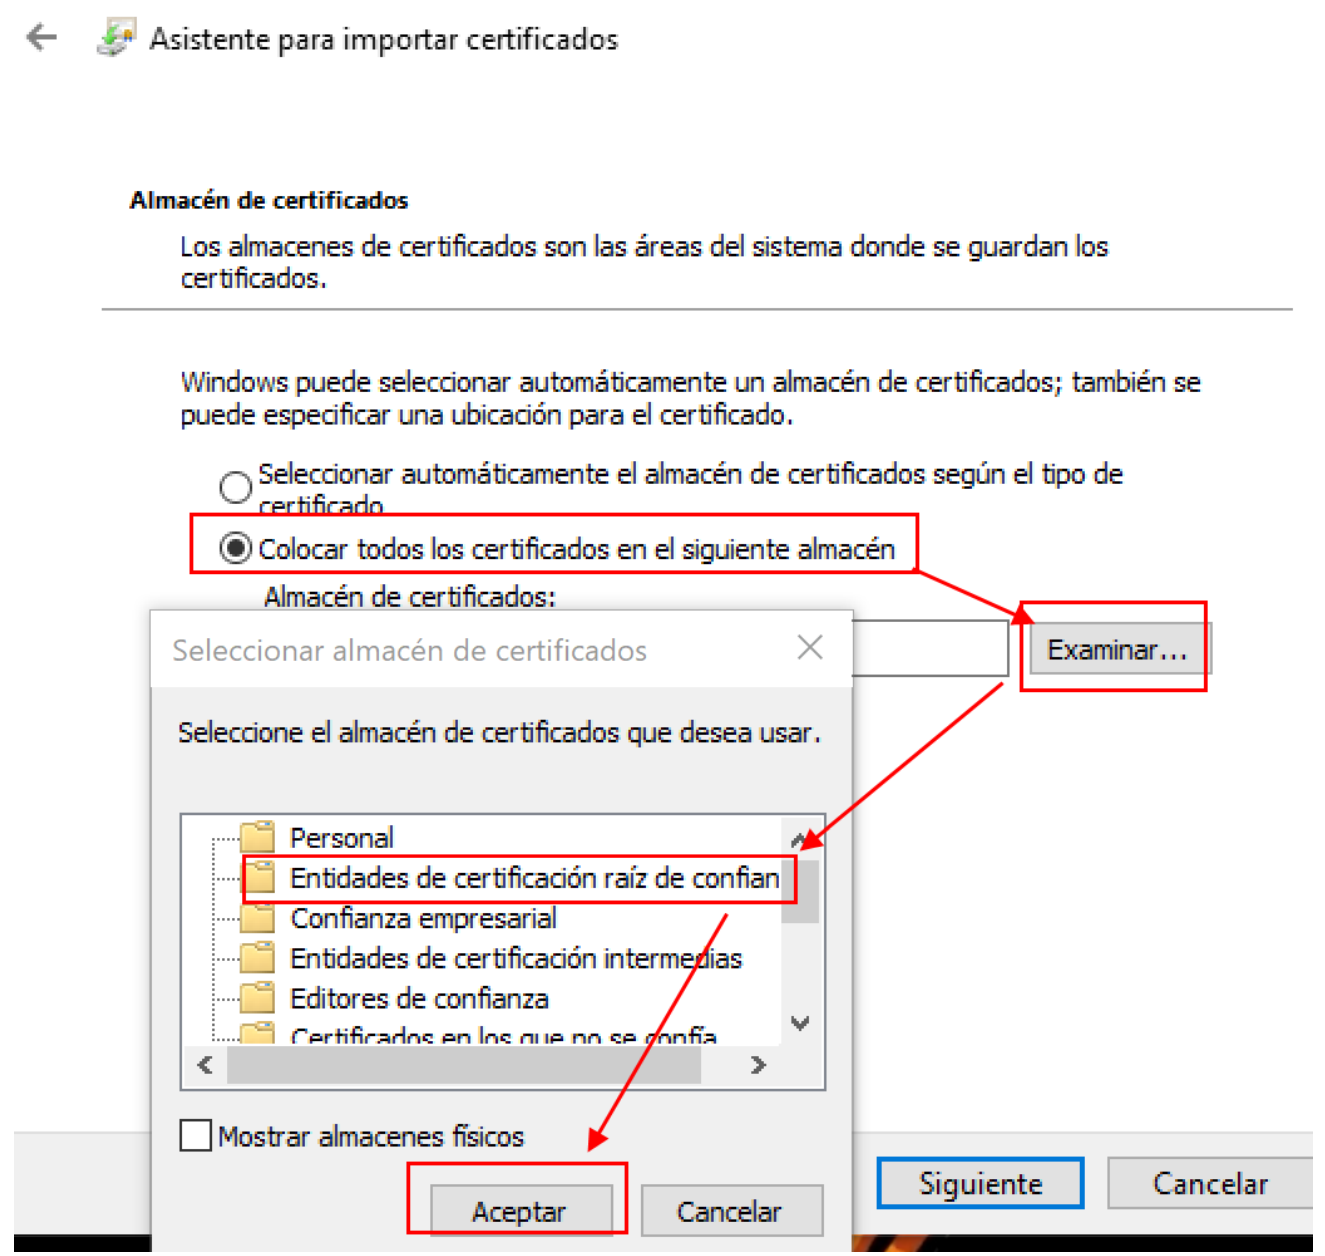 Asistente para importar certificados
Almacén de certificados
Los almacenes de certificados son las áreas del sistema donde se guardan los
certificados.
Windows puede seleccionar automáticamente un almacén de certificados; también se
puede especificar una ubicación para el certificado.
Seleccionar automáticamente el almacén de certificados según el tipo de
certificado
Colocar todos los certificados en el siguiente almacén
Almacén de certificados:
Examinar...
Seleccionar almacén de certificados
Seleccione el almacén de certificados que desea usar.
Personal
Entidades de certificación raíz de confian
Confianza empresarial
Entidades de certificación intermedias
Editores de confianza
Certificados en los que no se confía
Mostrar almacenes físicos
Aceptar
Cancelar
Siguiente
Cancelar